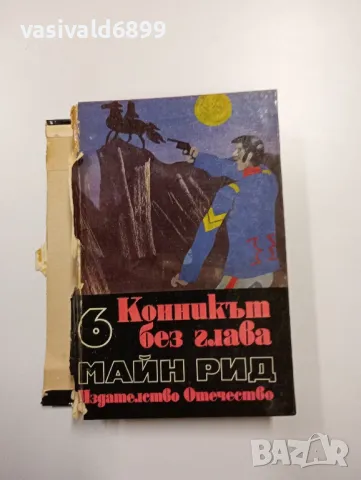 vasivald6899
Конникът
без глава
6
МАЙН РИД
Издателство Отечество
BAZAR
bg